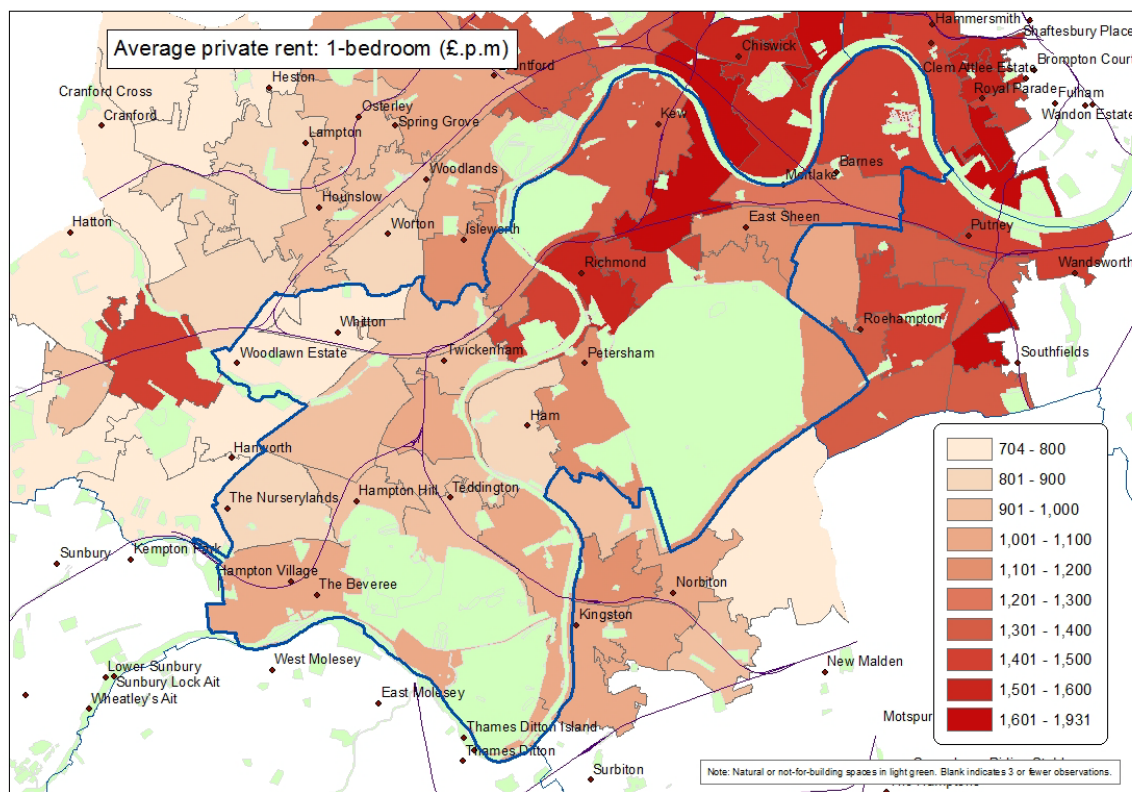 Average private rent: 1-bedroom (£.p.m)
Hammersmith
Shaftesbury Place
Chiswick
Brompton Court
Heston
Clem Attlee Estate
Cranford Cross
Royal Parade
Fulham
Osterley
Wandon Estate
Cranford
Spring Grove
Kew
Lampton
Barnes
Woodlands
Mortlake
Hounslow
East Sheen
Hatton
Worton
Isleworth
Putney
Richmond
Wandsworth
Whitton
Roehampton
Woodlawn Estate
Twickenham
Petersham
Southfields
Ham
Hanworth
The Nurserylands
Hampton Hill
Teddington
Sunbury
Kempton Park
Hampton Village
The Beveree
Norbiton
Kingston
West Molesey
New Malden
Lower Sunbury
Sunbury Lock Ait
Wheatley's Ait
East Molesey
Motspur
Thames Ditton Island
Thames Ditton
Surbiton
704 - 800
801 - 900
901 - 1,000
1,001 - 1,100
1,101 - 1,200
1,201 - 1,300
1,301 - 1,400
1,401 - 1,500
1,501 - 1,600
1,601 - 1,931
Note: Natural or not-for-building spaces in light green. Blank indicates 3 or fewer observations.